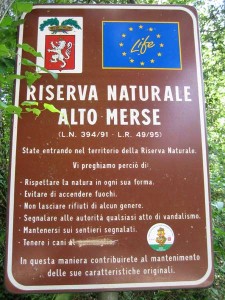 Life
RISERVA NATURALE
ALTO MERSE
(L.N. 394/91 - L.R. 49/95)
State entrando nel territorio della Riserva Naturale.
Vi preghiamo perciò di:
- Rispettare la natura in ogni sua forma.
- Evitare di accendere fuochi.
- Non lasciare rifiuti di alcun genere.
- Segnalare alle autorità qualsiasi atto di vandalismo.
- Mantenersi sui sentieri segnalati.
- Tenere i cani al
In questa maniera contribuirete al mantenimento
delle sue caratteristiche originali.